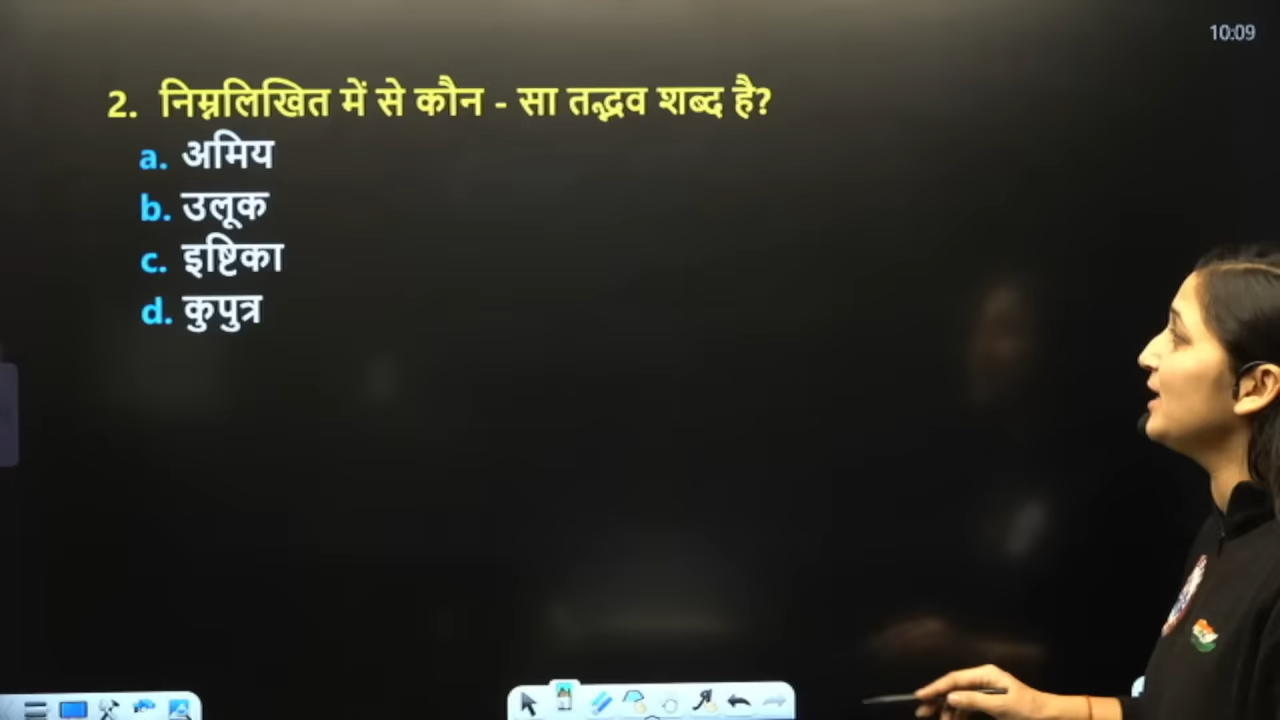 10:09
2. निम्नलिखित में से कौन - सा तद्भव शब्द है?
a. अमिय
b. उलूक
c. इष्टिका
d. कुपुत्र